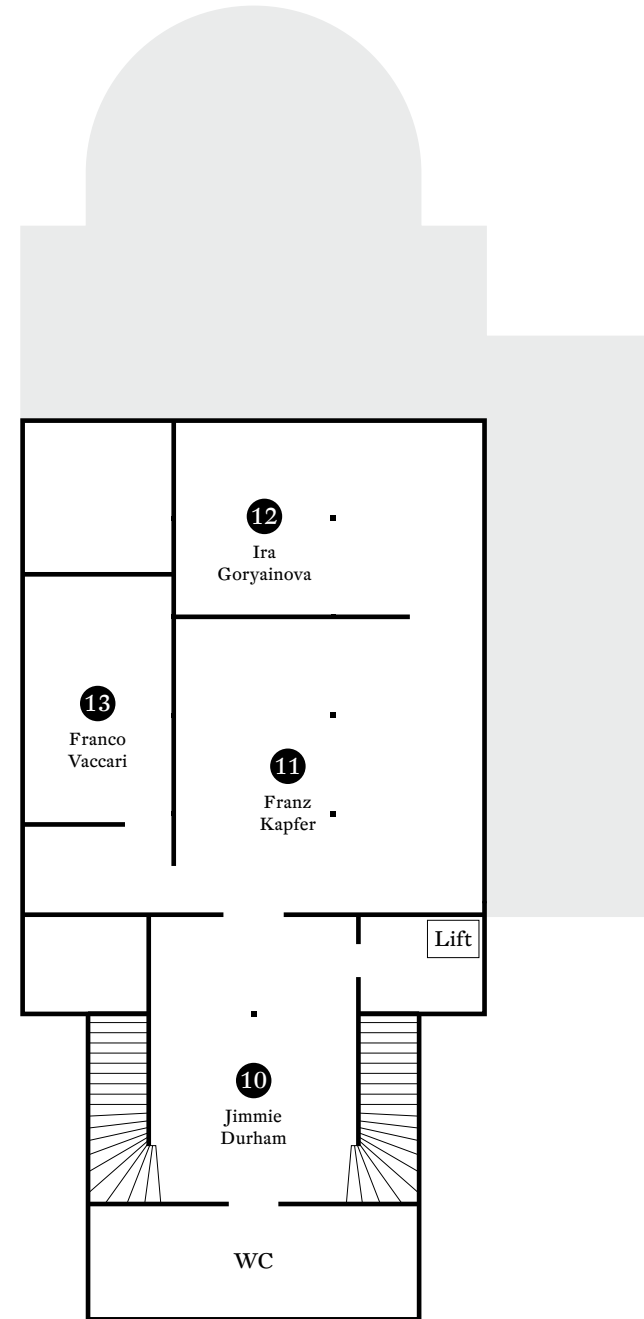 12
Ira
Goryainova
13
Franco
Vaccari
11
Franz
Kapfer
Lift
10
Jimmie
Durham
WC